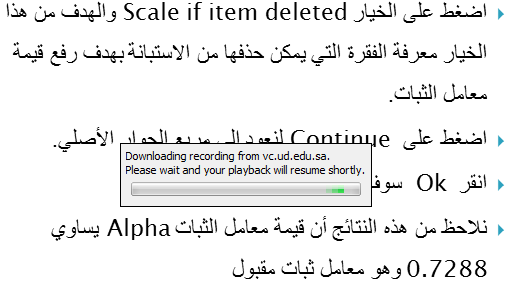 اضغط على الخيار Scale if item deleted والهدف من هذا
الخيار معرفة الفقرة التي يمكن حذفها من الاستبانة بهدف رفع قيمة
معامل الثبات.
اضغط على Continue لنعود إلى مربع الحوار الأصلي.
Downloading recording from vc.ud.edu.sa.
Please wait and your playback will resume shortly.
انقر Ok سوف
نلاحظ من هذه النتائج أن قيمة معامل الثبات Alpha يساوي
0.7288 وهو معامل ثبات مقبول